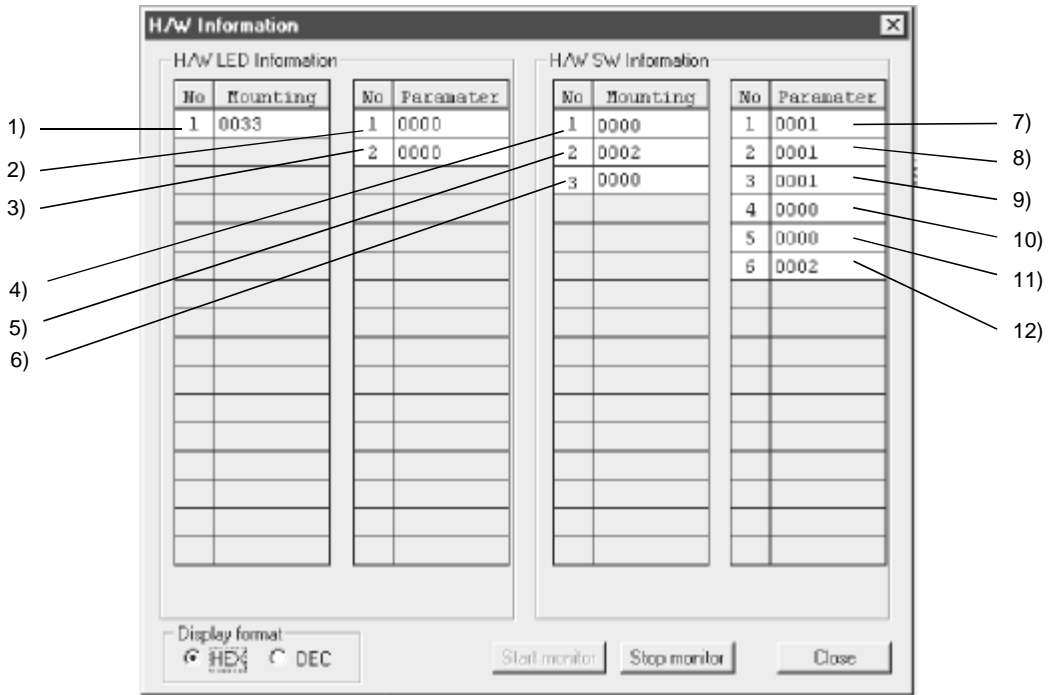 H/W Information
H/W LED Information
No Mounting
1 0033
No Paramater
1 0000
2 0000
H/W SW Information
No Mounting
1 0000
2 0002
3 0000
No Paramater
1 0001
2 0001
3 0001
4 0000
5 0000
6 0002
1)
2)
3)
4)
5)
6)
7)
8)
9)
10)
11)
12)
Display format
HEX DEC
Start monitor Stop monitor Close